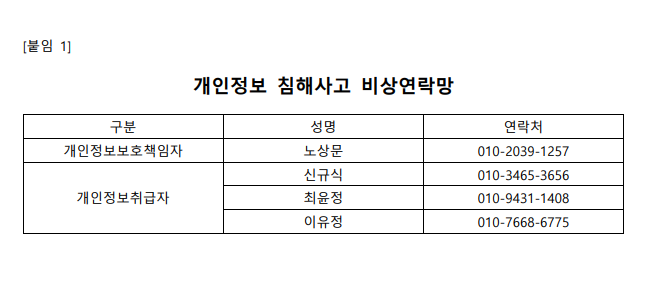 [붙임 1]
개인정보 침해사고 비상연락망
구분 성명 연락처
개인정보보호책임자 노상문 010-2039-1257
개인정보취급자 신규식 010-3465-3656
최윤정 010-9431-1408
이유정 010-7668-6775